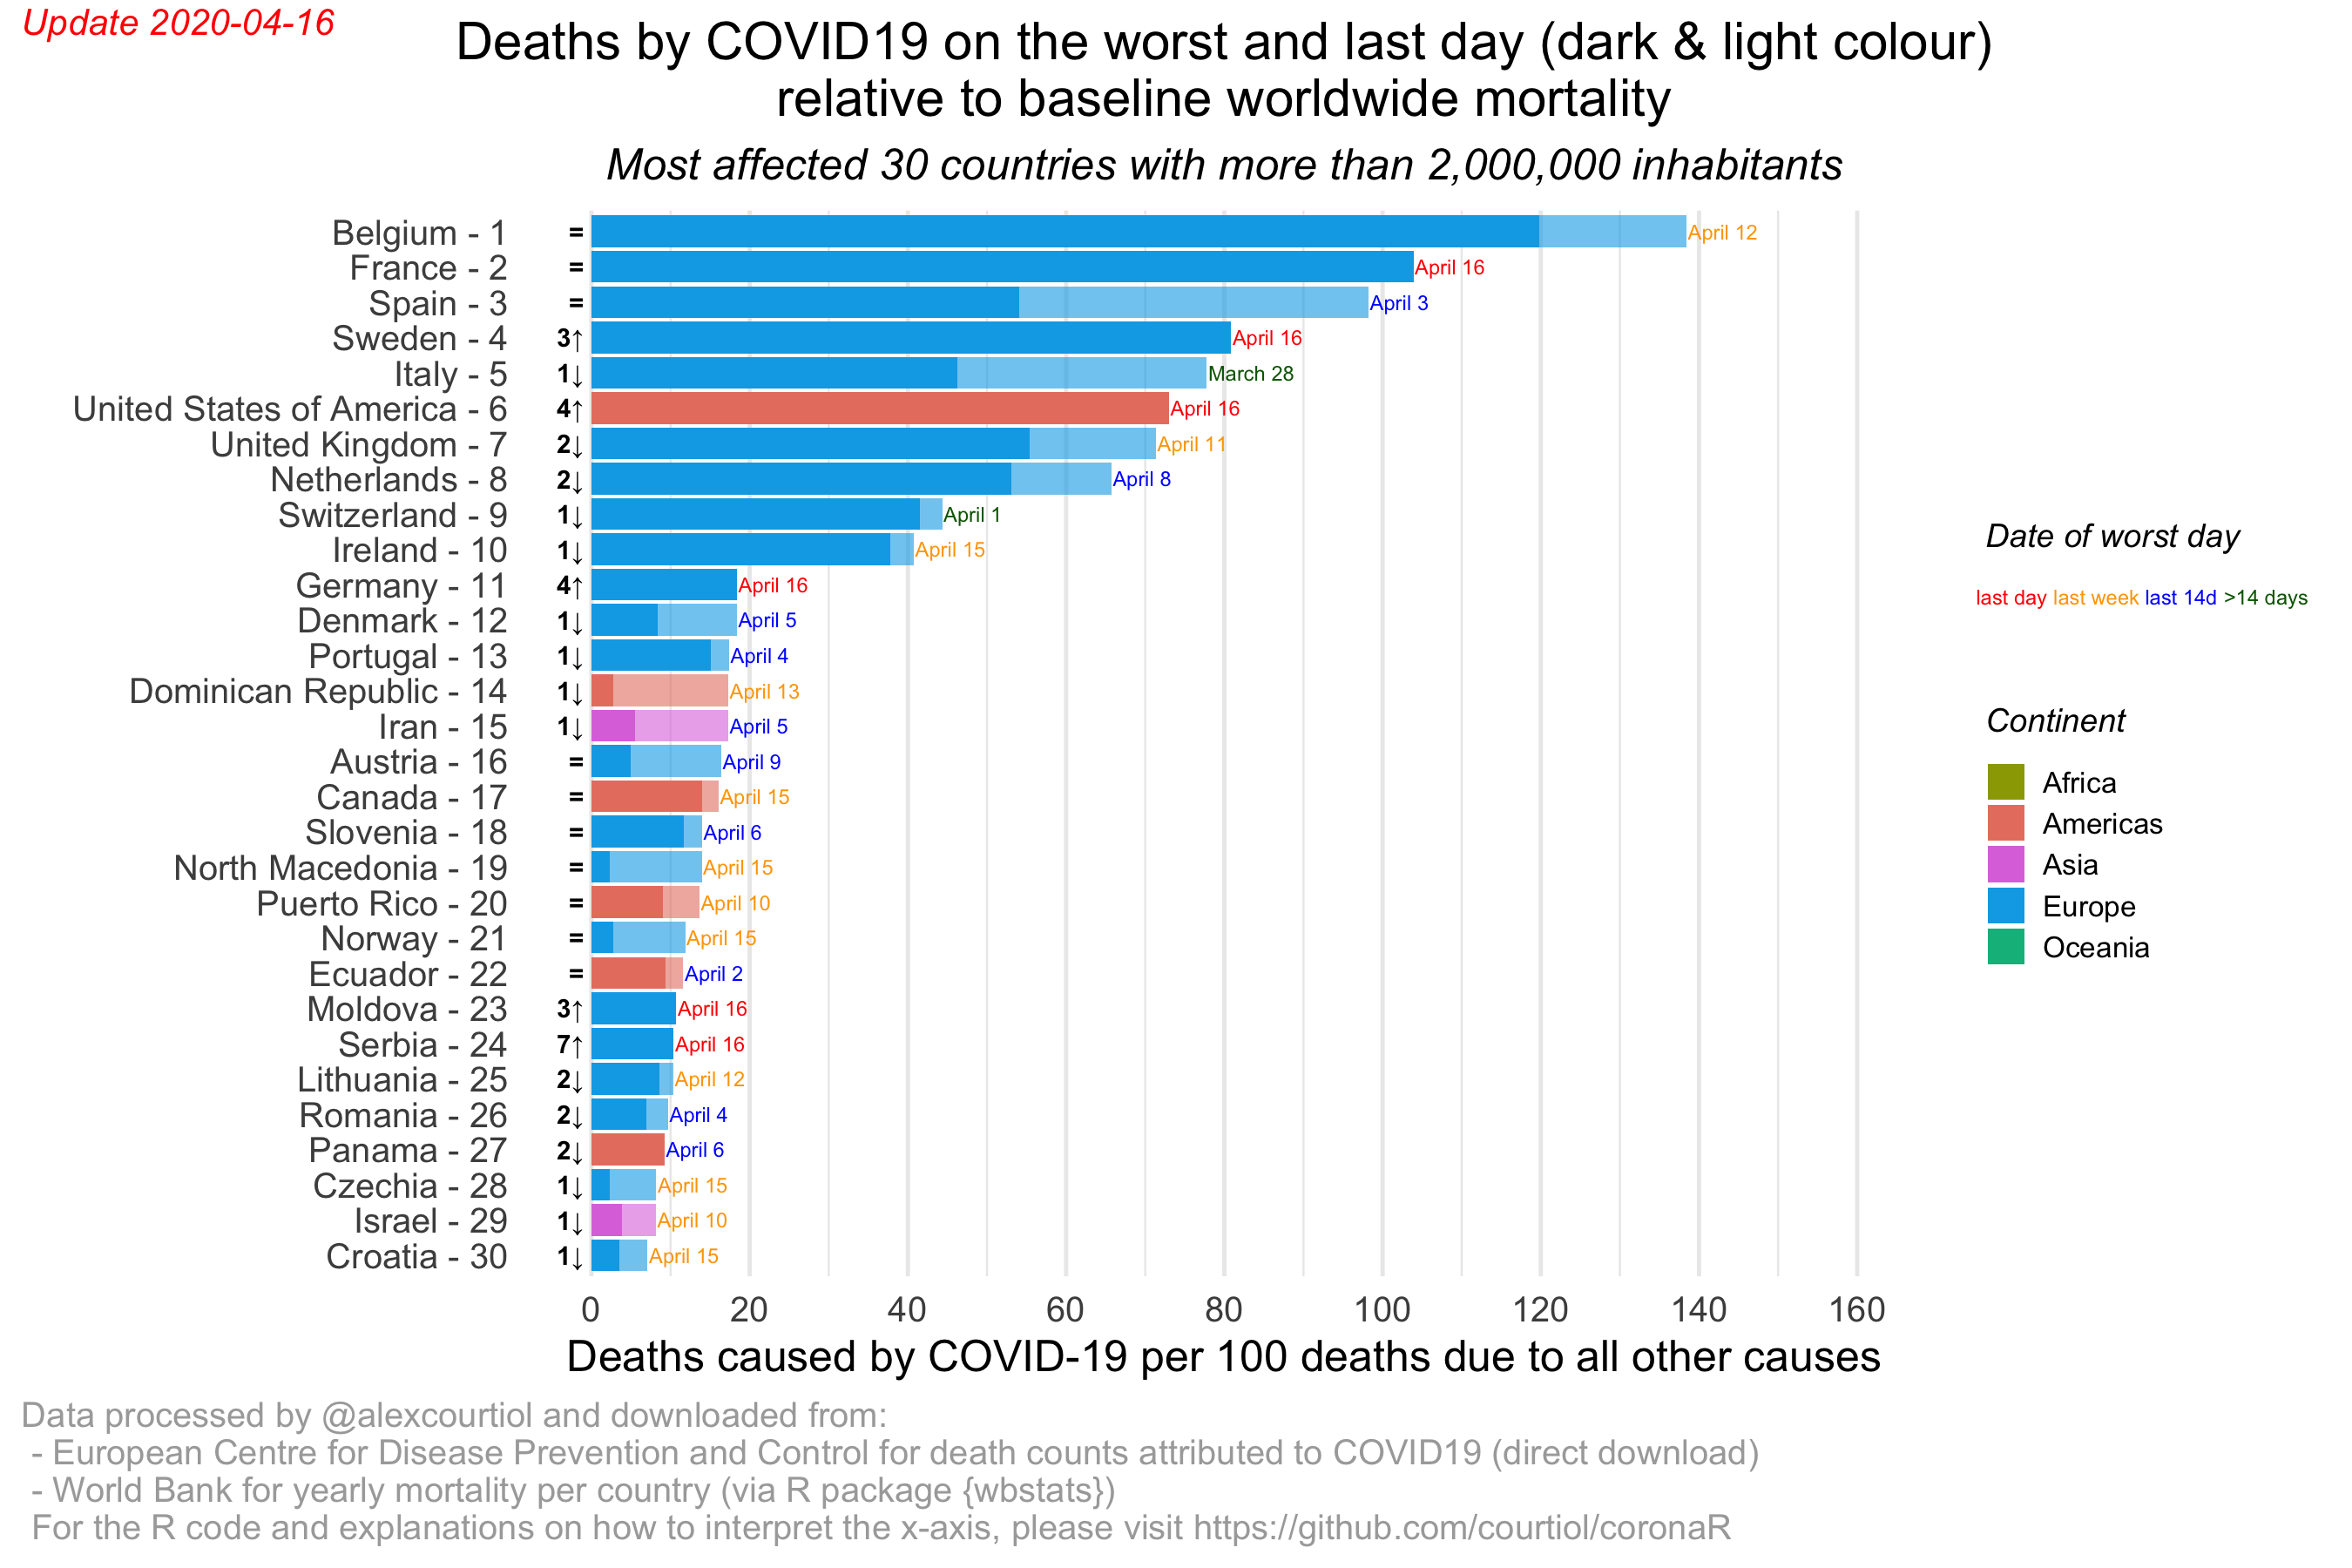 Update 2020-04-16
Deaths by COVID19 on the worst and last day (dark & light colour)
relative to baseline worldwide mortality
Most affected 30 countries with more than 2,000,000 inhabitants
Belgium - 1 = April 12
France - 2 = April 16
Spain - 3 = April 3
Sweden - 4 3↑ April 16
Italy - 5 1↓ March 28
United States of America - 6 4↑ April 16
United Kingdom - 7 2↓ April 11
Netherlands - 8 2↓ April 8
Switzerland - 9 1↓ April 1
Ireland - 10 1↓ April 15
Germany - 11 4↑ April 16
Denmark - 12 1↓ April 5
Portugal - 13 1↓ April 4
Dominican Republic - 14 1↓ April 13
Iran - 15 1↓ April 5
Austria - 16 = April 9
Canada - 17 = April 15
Slovenia - 18 = April 6
North Macedonia - 19 = April 15
Puerto Rico - 20 = April 10
Norway - 21 = April 15
Ecuador - 22 = April 2
Moldova - 23 3↑ April 16
Serbia - 24 7↑ April 16
Lithuania - 25 2↓ April 12
Romania - 26 2↓ April 4
Panama - 27 2↓ April 6
Czechia - 28 1↓ April 15
Israel - 29 1↓ April 10
Croatia - 30 1↓ April 15
0 20 40 60 80 100 120 140 160
Deaths caused by COVID-19 per 100 deaths due to all other causes
Date of worst day
last day last week last 14d >14 days
Continent
Africa
Americas
Asia
Europe
Oceania
Data processed by @alexcourtiol and downloaded from:
- European Centre for Disease Prevention and Control for death counts attributed to COVID19 (direct download)
- World Bank for yearly mortality per country (via R package {wbstats})
For the R code and explanations on how to interpret the x-axis, please visit https://github.com/courtiol/coronaR